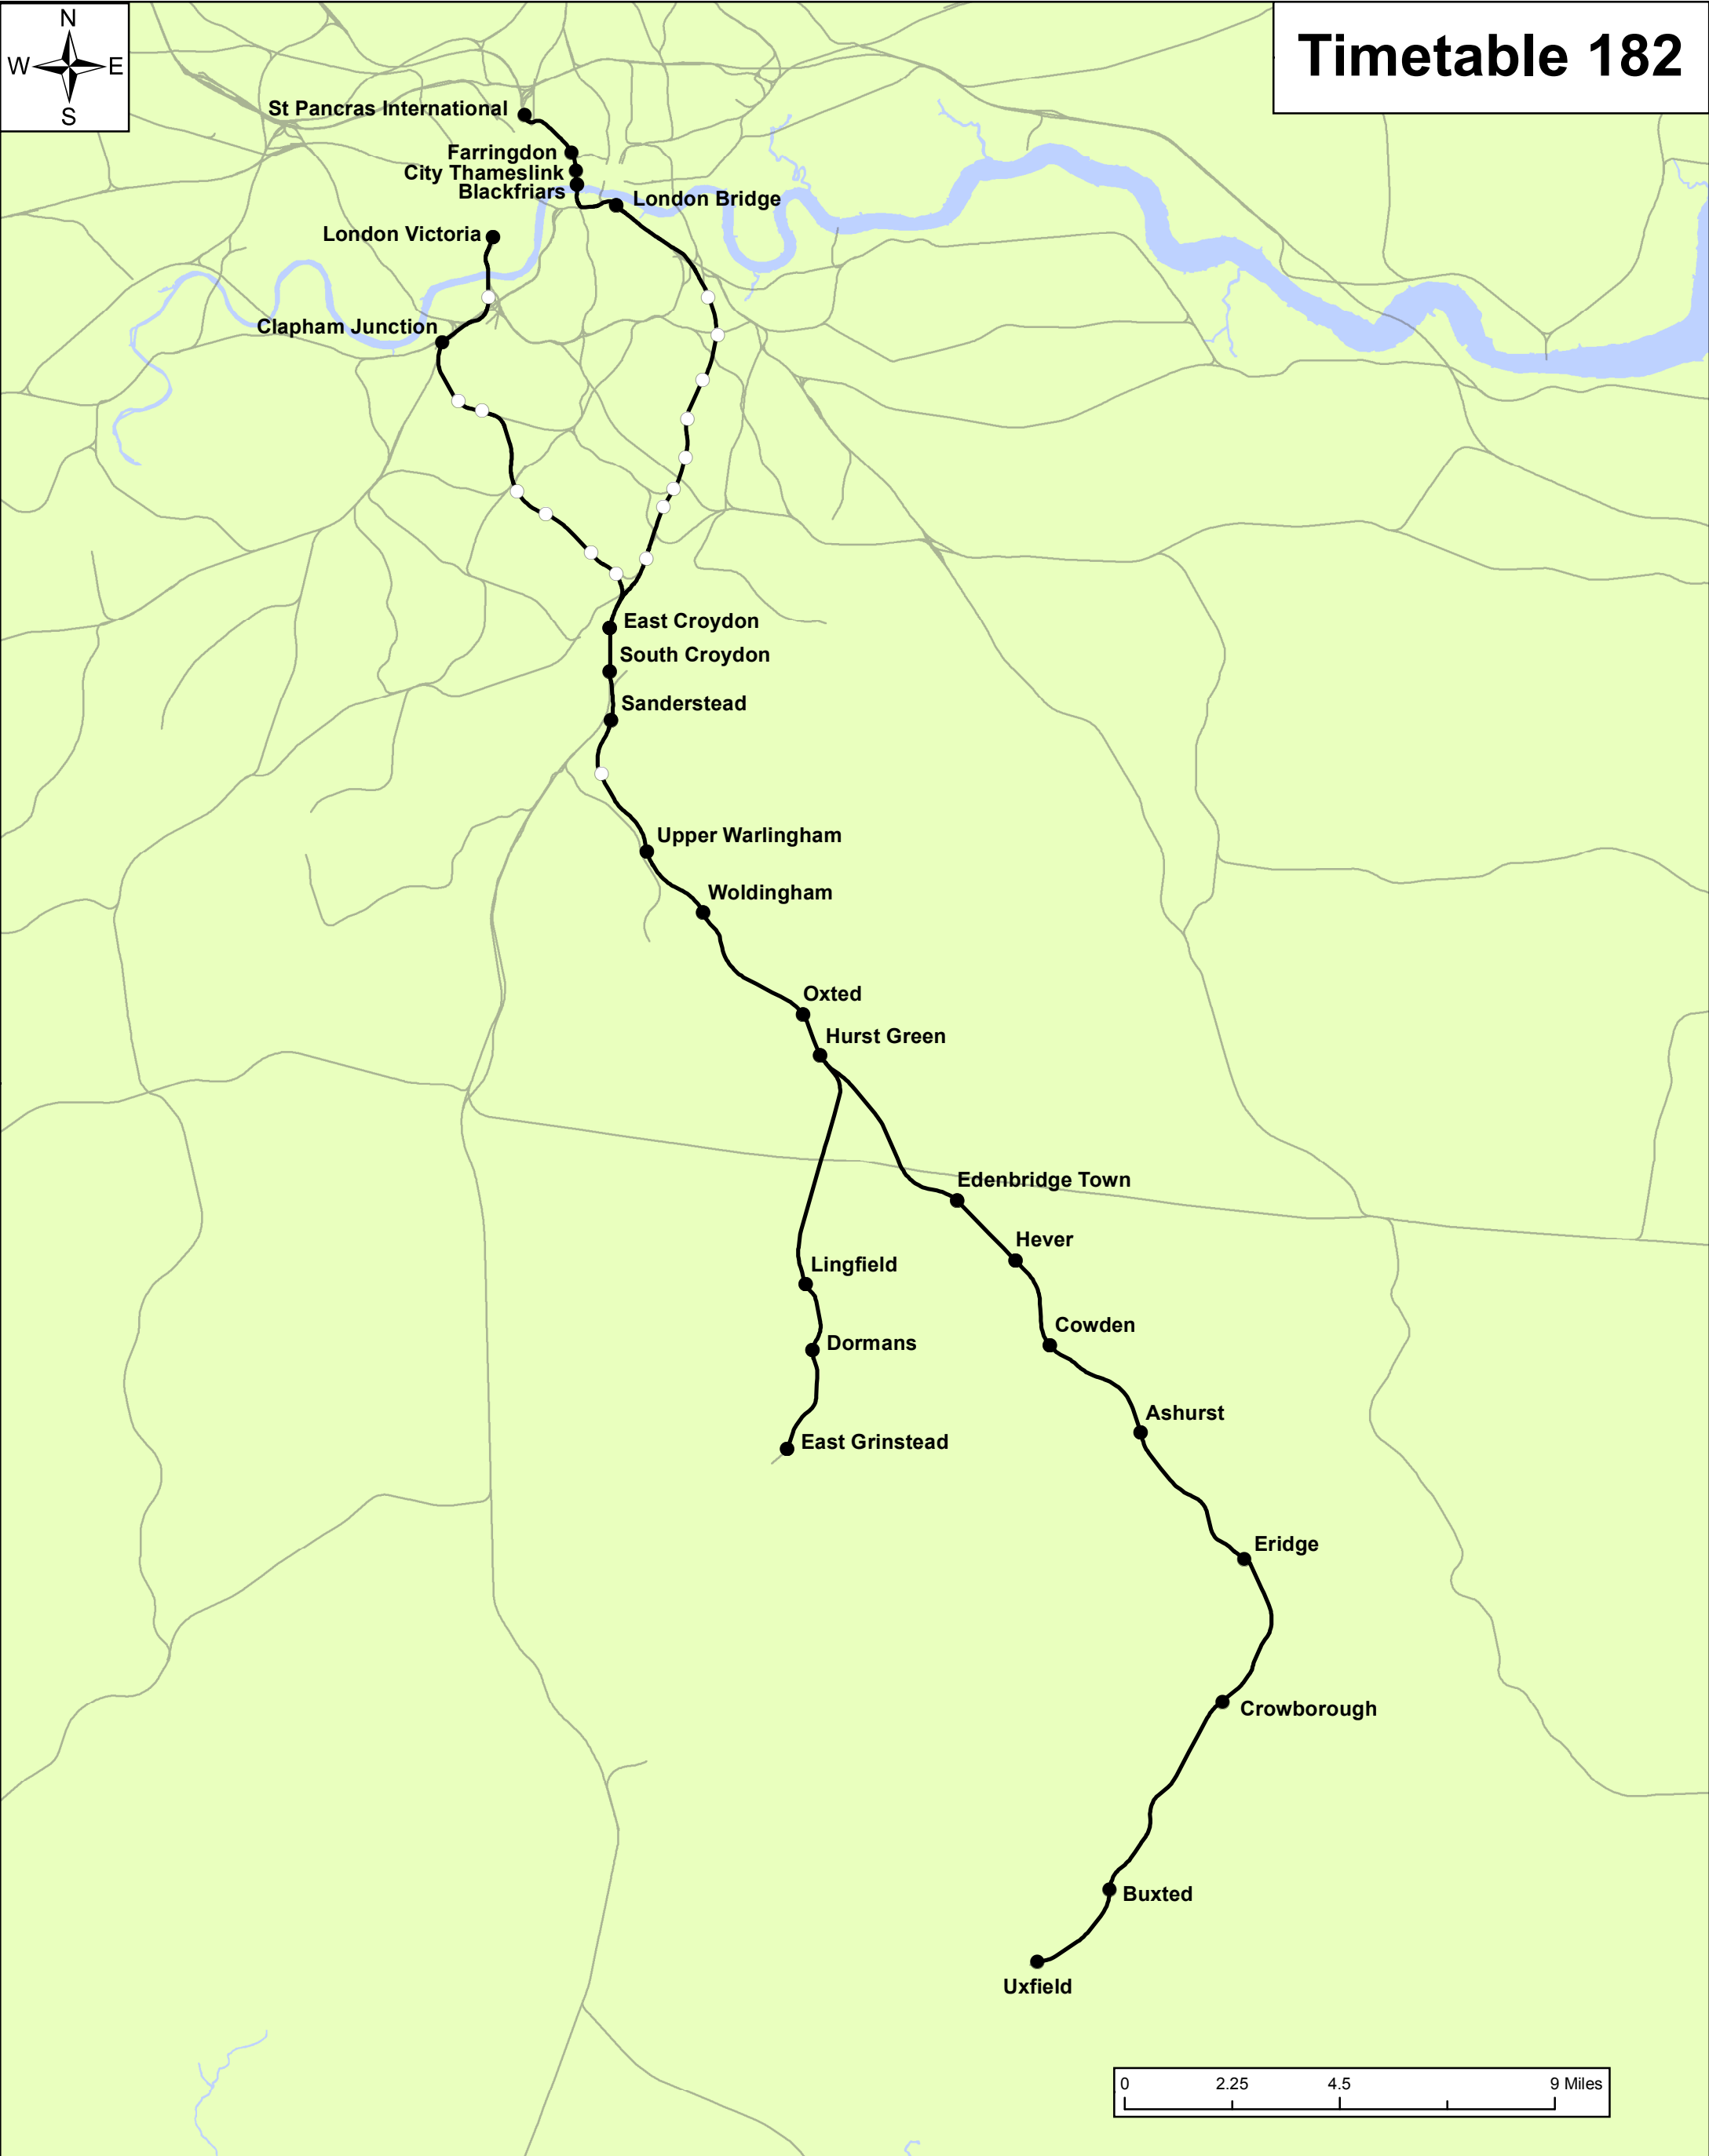 N
W E
S
Timetable 182
St Pancras International
Farringdon
City Thameslink
Blackfriars
London Bridge
London Victoria
Clapham Junction
East Croydon
South Croydon
Sanderstead
Upper Warlingham
Woldingham
Oxted
Hurst Green
Edenbridge Town
Hever
Lingfield
Cowden
Dormans
Ashurst
East Grinstead
Eridge
Crowborough
Buxted
Uxfield
0 2.25 4.5 9 Miles